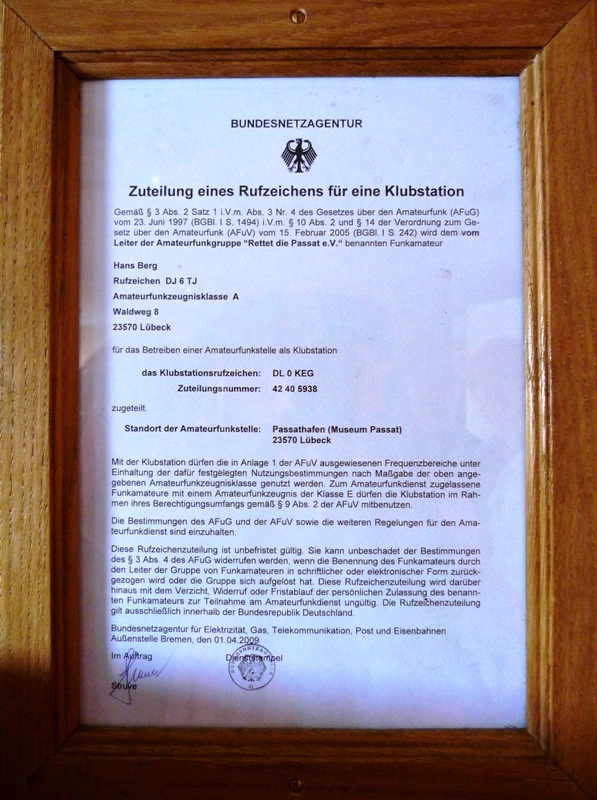 BUNDESNETZAGENTUR
Zuteilung eines Rufzeichens für eine Klubstation
Gemäß § 3 Abs. 2 Satz 1 i.V.m. Abs. 3 Nr. 4 des Gesetzes über den Amateurfunk (AFuG)
vom 23. Juni 1997 (BGBl. I S. 1494) i.V.m. § 10 Abs. 2 und § 14 der Verordnung zum Ge-
setz über den Amateurfunk (AFuV) vom 15. Februar 2005 (BGBl I S. 242) wird dem vom
Leiter der Amateurfunkgruppe "Rettet die Passat e.V." benannten Funkamateur
Hans Berg
Rufzeichen DJ 6 TJ
Amateurfunkzeugnisklasse A
Waldweg 8
23570 Lübeck
für das Betreiben einer Amateurfunkstelle als Klubstation
das Klubstationsrufzeichen: DL 0 KEG
Zuteilungsnummer: 42 40 5938
zugeteilt.
Standort der Amateurfunkstelle: Passathafen (Museum Passat)
23570 Lübeck
Mit der Klubstation dürfen die in Anlage 1 der AFuV ausgewiesenen Frequenzbereiche unter
Einhaltung der dafür festgelegten Nutzungsbestimmungen nach Maßgabe der oben ange-
gebenen Amateurfunkzeugnisklasse genutzt werden. Zum Amateurfunkdienst zugelassene
Funkamateure mit einem Amateurfunkzeugnis der Klasse E dürfen die Klubstation im Rah-
men ihres Berechtigungsumfangs gemäß § 9 Abs. 2 der AFuV mitbenutzen.
Die Bestimmungen des AFuG und der AFuV sowie die weiteren Regelungen für den Ama-
teurfunkdienst sind einzuhalten.
Diese Rufzeichenzuteilung ist unbefristet gültig. Sie kann unbeschadet der Bestimmungen
des § 3 Abs. 4 des AFuG widerrufen werden, wenn die Benennung des Funkamateurs durch
den Leiter der Gruppe von Funkamateuren in schriftlicher oder elektronischer Form zurück-
gezogen wird oder die Gruppe sich aufgelöst hat. Diese Rufzeichenzuteilung wird darüber
hinaus mit dem Verzicht, Widerruf oder Fristablauf der persönlichen Zulassung des benann-
ten Funkamateurs zur Teilnahme am Amateurfunkdienst ungültig. Die Rufzeichenzuteilung
gilt ausschließlich innerhalb der Bundesrepublik Deutschland.
Bundesnetzagentur für Elektrizität, Gas, Telekommunikation, Post und Eisenbahnen
Außenstelle Bremen, den 01.04.2009
Im Auftrag Dienststempel
Struve